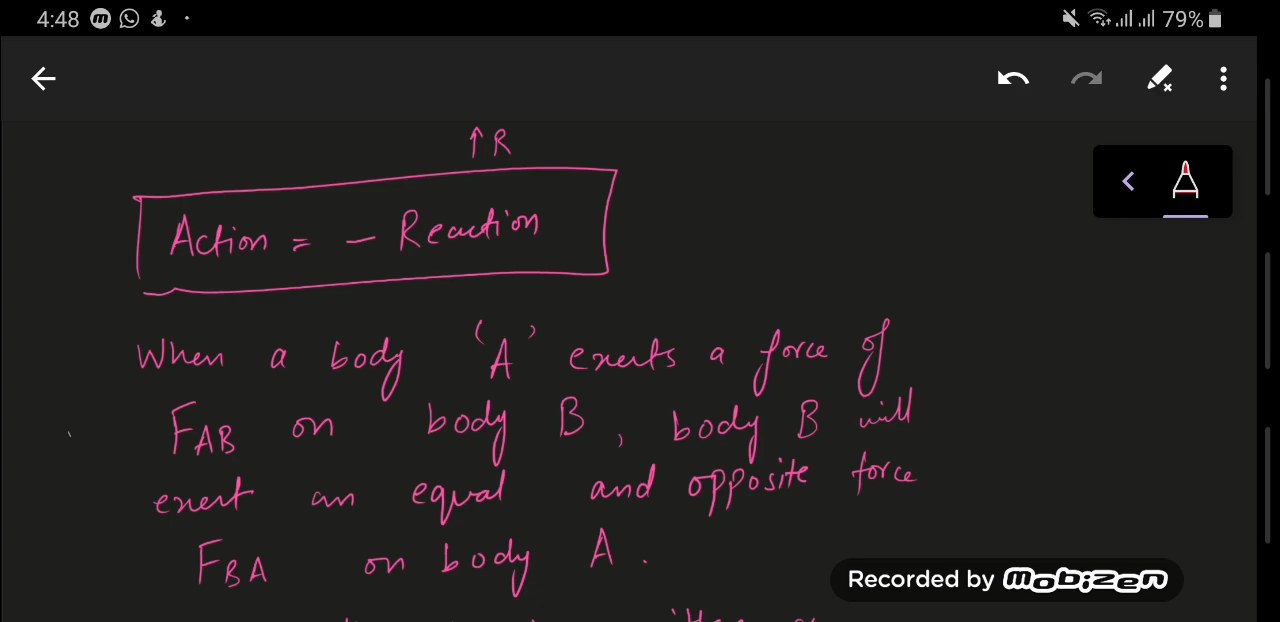 4:48 79%
↑ R
Action = - Reaction
When a body 'A' exerts a force of
FAB on body B, body B will
exert an equal and opposite force
FBA on body A.
Recorded by Mobizen